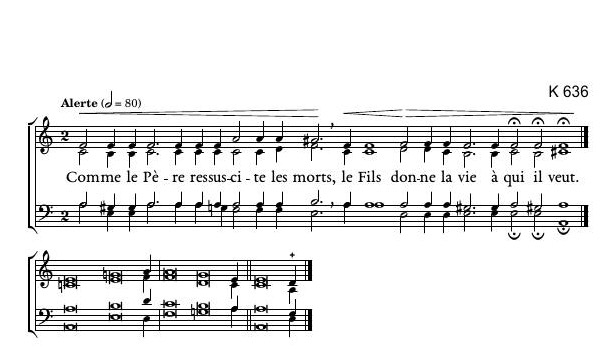 K 636
Alerte (𝅗𝅥 = 80)
Comme le Pè - re ressus-ci - te les morts, le Fils don-ne la vie à qui il veut.